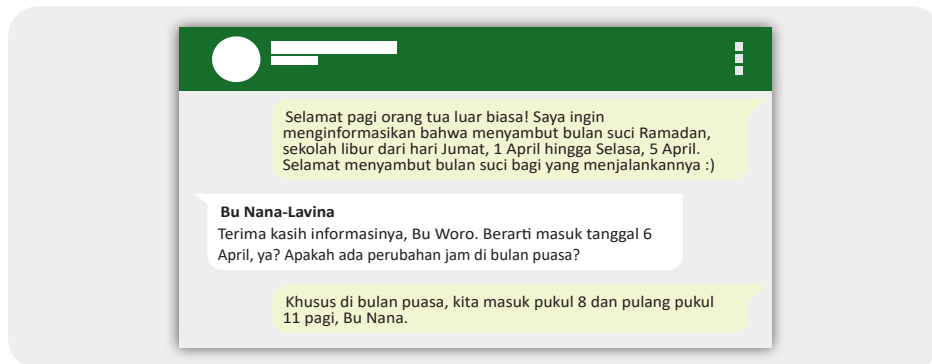 Selamat pagi orang tua luar biasa! Saya ingin
menginformasikan bahwa menyambut bulan suci Ramadan,
sekolah libur dari hari Jumat, 1 April hingga Selasa, 5 April.
Selamat menyambut bulan suci bagi yang menjalankannya :)
Bu Nana-Lavina
Terima kasih informasinya, Bu Woro. Berarti masuk tanggal 6
April, ya? Apakah ada perubahan jam di bulan puasa?
Khusus di bulan puasa, kita masuk pukul 8 dan pulang pukul
11 pagi, Bu Nana.